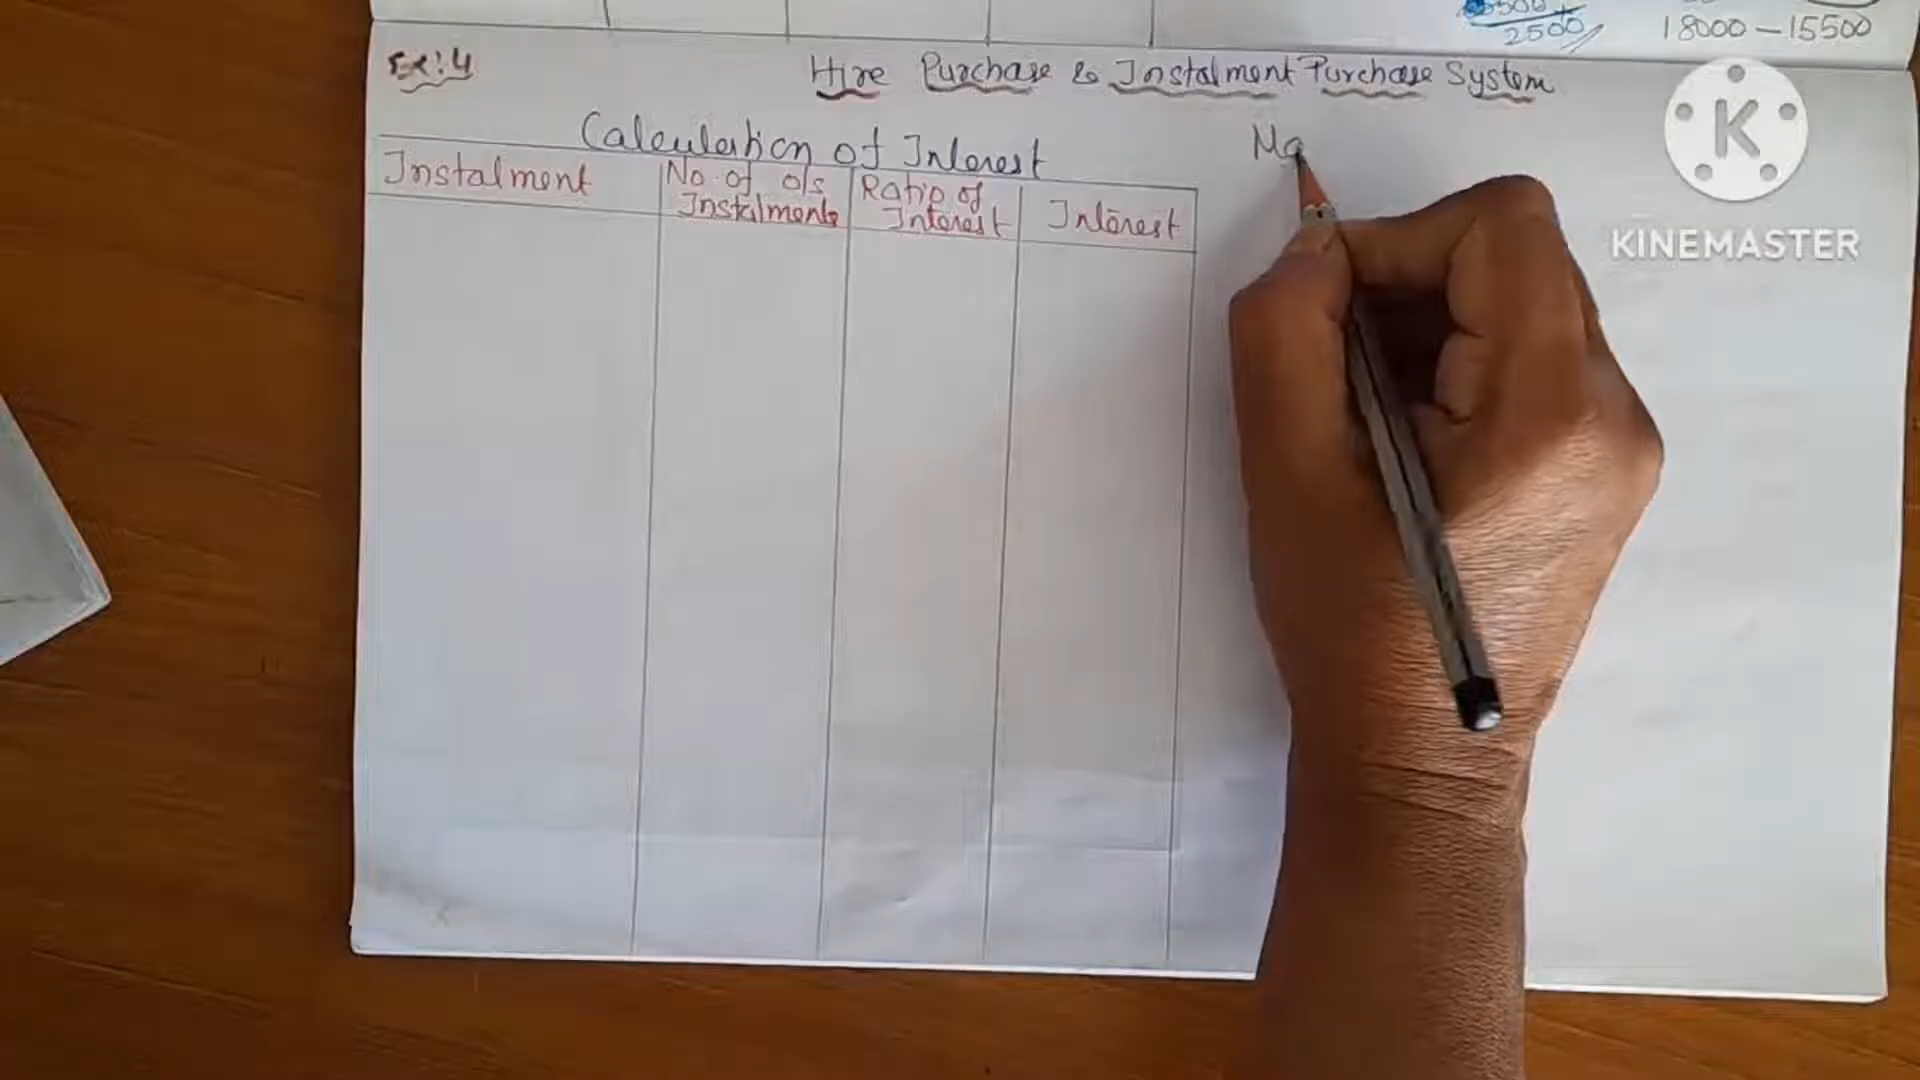 2500
18000 - 15500
Ex: 4
Hire Purchase & Instalment Purchase System
Calculation of Interest
No
Instalment
No. of o/s Instalments
Ratio of Interest
Interest
K
KINEMASTER